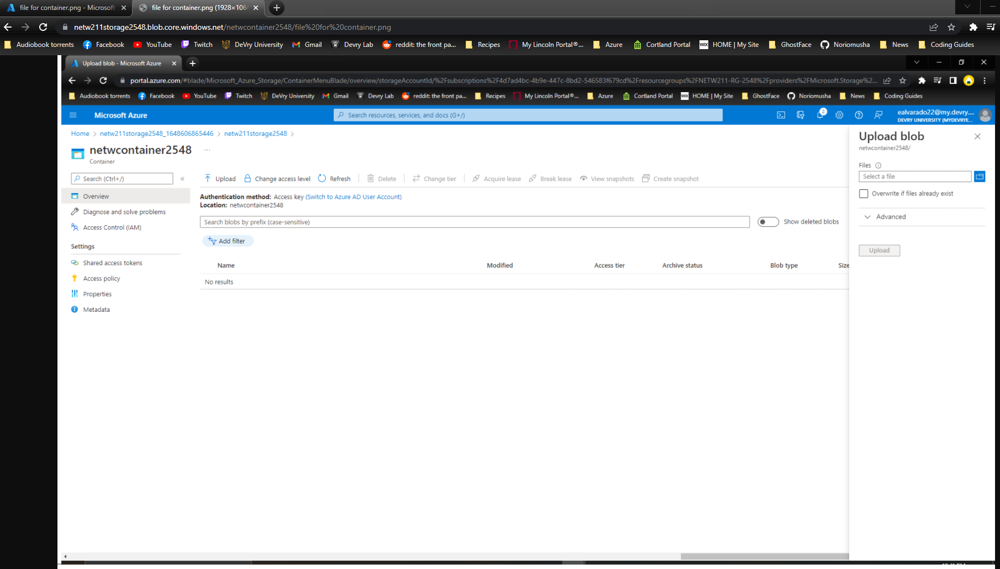 file for container.png - Microsoft
file for container.png (1928×106
netw211storage2548.blob.core.windows.net/netwcontainer2548/file%20for%20container.png
Audiobook torrents Facebook YouTube Twitch DeVry University Gmail Devry Lab reddit: the front pa... Recipes My Lincoln Portal®... Azure Cortland Portal WIX HOME | My Site GhostFace Noriomusha News Coding Guides
Upload blob - Microsoft Azure
portal.azure.com/#blade/Microsoft_Azure_Storage/ContainerMenuBlade/overview/storageAccountId/%2Fsubscriptions%2F4d7ad4bc-4b9e-447c-8bd2-546583f679cd%2Fresourcegroups%2FNETW211-RG-2548%2Fproviders%2FMicrosoft.Storage%2...
Audiobook torrents Facebook YouTube Twitch DeVry University Gmail Devry Lab reddit: the front pa... Recipes My Lincoln Portal®... Azure Cortland Portal WIX HOME | My Site GhostFace Noriomusha News Coding Guides
Microsoft Azure
Search resources, services, and docs (G+/)
2
ealvarado22@my.devry....
DEVRY UNIVERSITY (MYDEVRYE...
Home > netw211storage2548_1648606865446 > netw211storage2548 >
netwcontainer2548 ...
Container
Search (Ctrl+/)
«
Overview
Diagnose and solve problems
Access Control (IAM)
Settings
Shared access tokens
Access policy
Properties
Metadata
Upload Change access level Refresh Delete Change tier Acquire lease Break lease View snapshots Create snapshot
Authentication method: Access key (Switch to Azure AD User Account)
Location: netwcontainer2548
Search blobs by prefix (case-sensitive)
Show deleted blobs
Add filter
Name Modified Access tier Archive status Blob type Size
No results
Upload blob
netwcontainer2548/
Files
Select a file
Overwrite if files already exist
Advanced
Upload